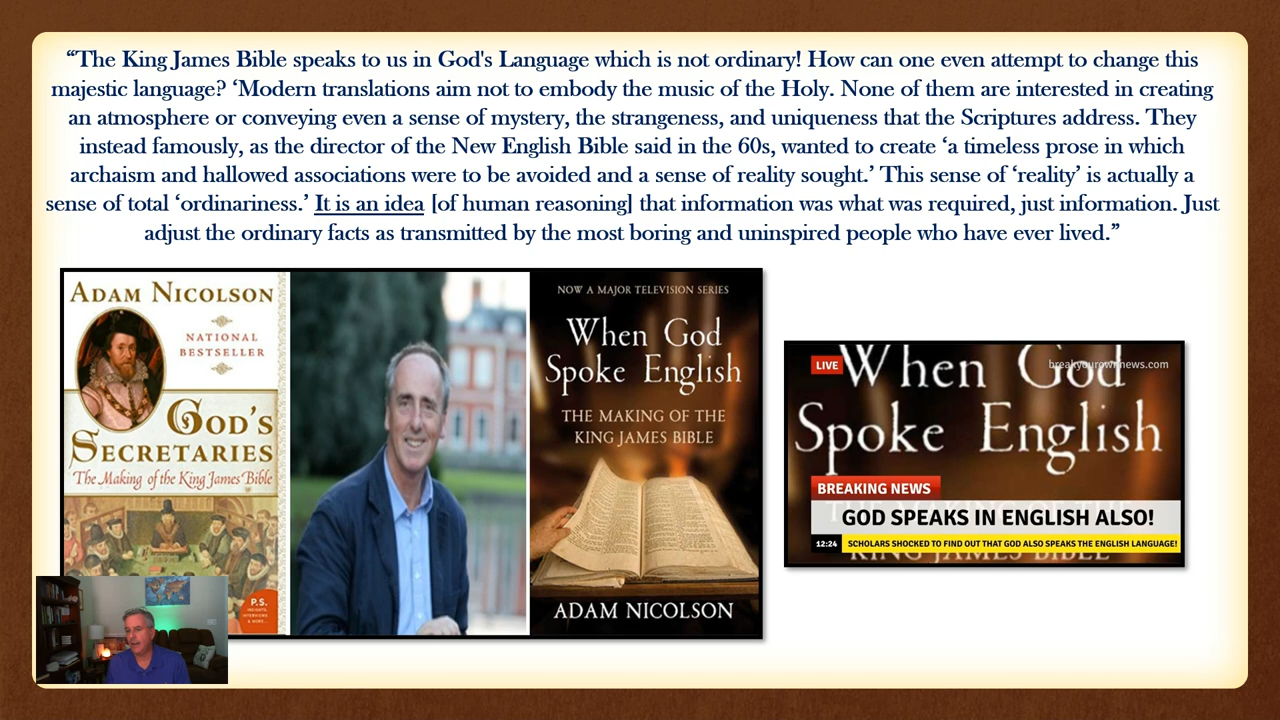 “The King James Bible speaks to us in God's Language which is not ordinary! How can one even attempt to change this
majestic language? ‘Modern translations aim not to embody the music of the Holy. None of them are interested in creating
an atmosphere or conveying even a sense of mystery, the strangeness, and uniqueness that the Scriptures address. They
instead famously, as the director of the New English Bible said in the 60s, wanted to create ‘a timeless prose in which
archaism and hallowed associations were to be avoided and a sense of reality sought.’ This sense of ‘reality’ is actually a
sense of total ‘ordinariness.’ It is an idea [of human reasoning] that information was what was required, just information. Just
adjust the ordinary facts as transmitted by the most boring and uninspired people who have ever lived.”
ADAM NICOLSON
NATIONAL
BESTSELLER
GOD'S
SECRETARIES
The Making of the King James Bible
P.S.
NOW A MAJOR TELEVISION SERIES
When God
Spoke English
THE MAKING OF THE
KING JAMES BIBLE
ADAM NICOLSON
LIVE
breakyourownnews.com
When God
Spoke English
BREAKING NEWS
GOD SPEAKS IN ENGLISH ALSO!
12:24
SCHOLARS SHOCKED TO FIND OUT THAT GOD ALSO SPEAKS THE ENGLISH LANGUAGE!
KING JAMES BIBLE